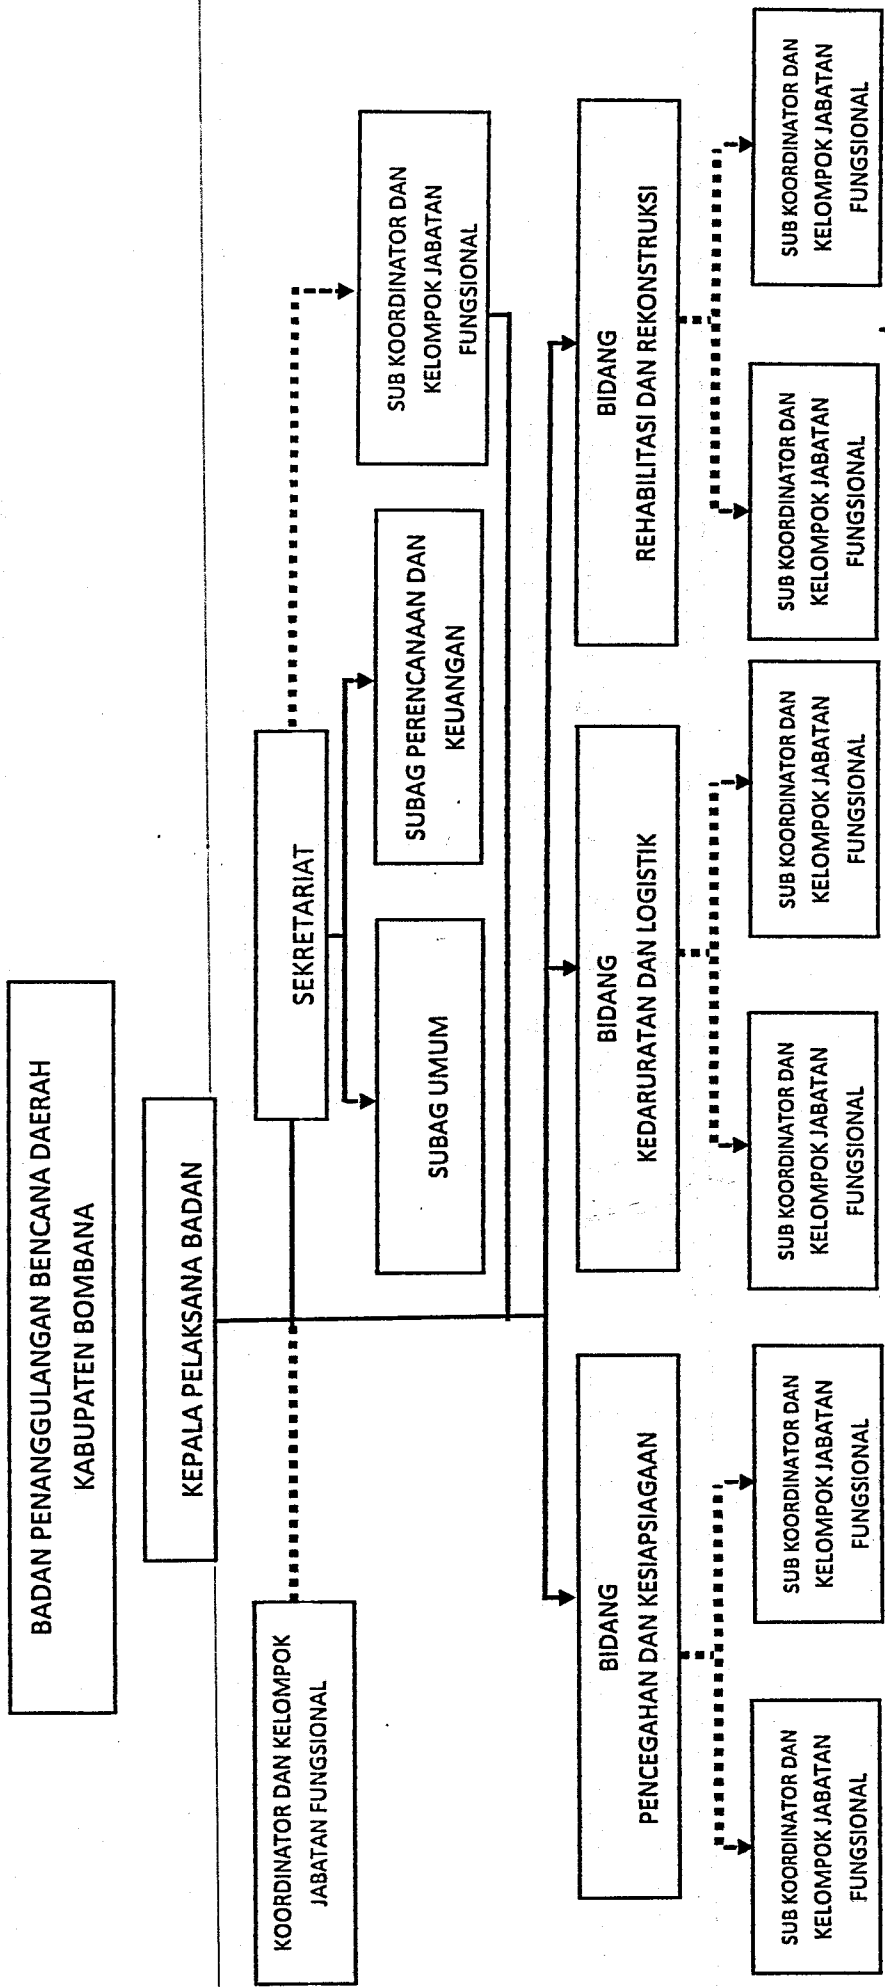 BADAN PENANGGULANGAN BENCANA DAERAH
KABUPATEN BOMBANA
KEPALA PELAKSANA BADAN
KOORDINATOR DAN KELOMPOK
JABATAN FUNGSIONAL
SEKRETARIAT
SUBAG UMUM
SUBAG PERENCANAAN DAN
KEUANGAN
SUB KOORDINATOR DAN
KELOMPOK JABATAN
FUNGSIONAL
BIDANG
PENCEGAHAN DAN KESIAPSIAGAAN
BIDANG
KEDARURATAN DAN LOGISTIK
BIDANG
REHABILITASI DAN REKONSTRUKSI
SUB KOORDINATOR DAN
KELOMPOK JABATAN
FUNGSIONAL
SUB KOORDINATOR DAN
KELOMPOK JABATAN
FUNGSIONAL
SUB KOORDINATOR DAN
KELOMPOK JABATAN
FUNGSIONAL
SUB KOORDINATOR DAN
KELOMPOK JABATAN
FUNGSIONAL
SUB KOORDINATOR DAN
KELOMPOK JABATAN
FUNGSIONAL
SUB KOORDINATOR DAN
KELOMPOK JABATAN
FUNGSIONAL